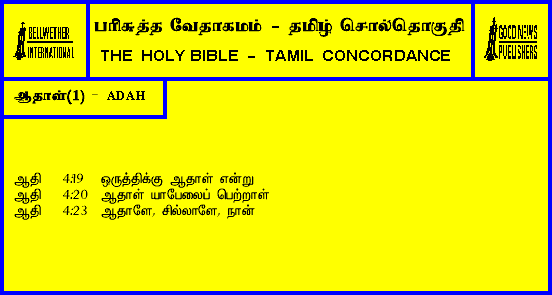 BELLWETHER
INTERNATIONAL
பரிசுத்த வேதாகமம் - தமிழ் சொல்தொகுதி
THE HOLY BIBLE - TAMIL CONCORDANCE
GOOD NEWS
PUBLISHERS
ஆதாள்(1) - ADAH
ஆதி 4:19 ஒருத்திக்கு ஆதாள் என்று
ஆதி 4:20 ஆதாள் யாபேலைப் பெற்றாள்
ஆதி 4:23 ஆதாளே, சில்லாளே, நான்